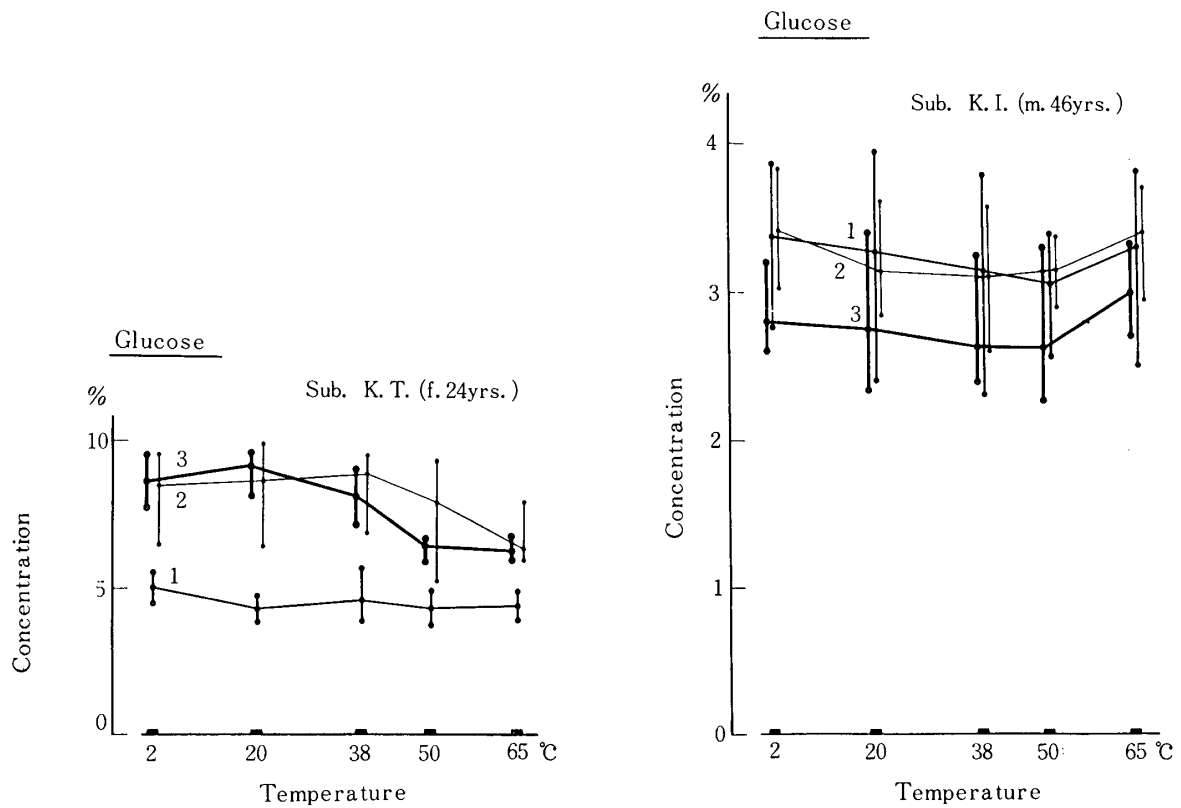 Glucose
%
Sub. K. T. (f. 24yrs.)
10
5
0
3
2
1
Concentration
2 20 38 50 65 ℃
Temperature
Glucose
%
Sub. K. I. (m. 46yrs.)
4
3
2
1
0
1
2
3
Concentration
2 20 38 50 65 ℃
Temperature